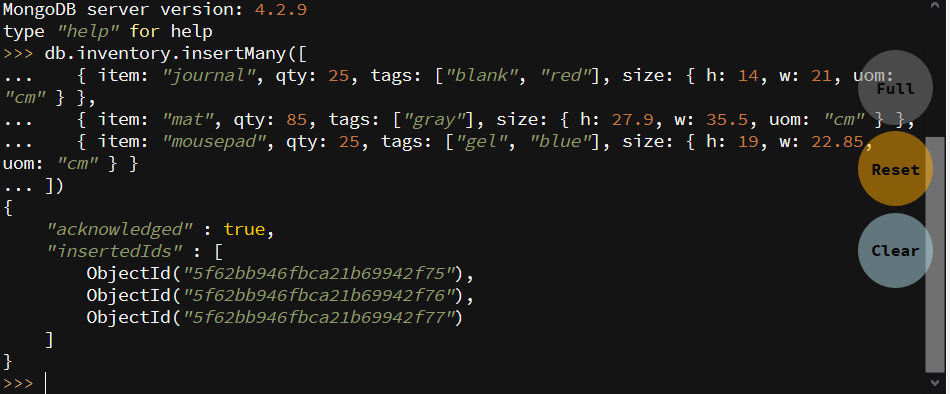 MongoDB server version: 4.2.9
type "help" for help
>>> db.inventory.insertMany([
...    { item: "journal", qty: 25, tags: ["blank", "red"], size: { h: 14, w: 21, uom:
"cm" } },
...    { item: "mat", qty: 85, tags: ["gray"], size: { h: 27.9, w: 35.5, uom: "cm" } },
...    { item: "mousepad", qty: 25, tags: ["gel", "blue"], size: { h: 19, w: 22.85,
uom: "cm" } }
... ])
{
    "acknowledged" : true,
    "insertedIds" : [
        ObjectId("5f62bb946fbca21b69942f75"),
        ObjectId("5f62bb946fbca21b69942f76"),
        ObjectId("5f62bb946fbca21b69942f77")
    ]
}
>>>
Full
Reset
Clear